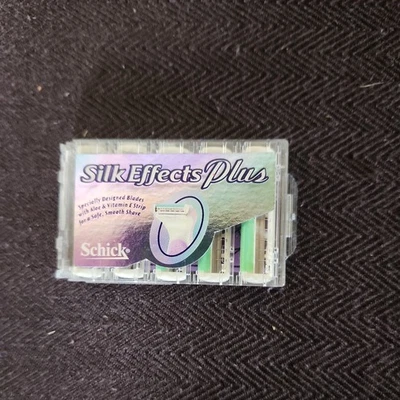 Silk Effects Plus
Specially Designed Blades
with Aloe & Vitamin E Strip
for a Safe, Smooth Shave
Schick®